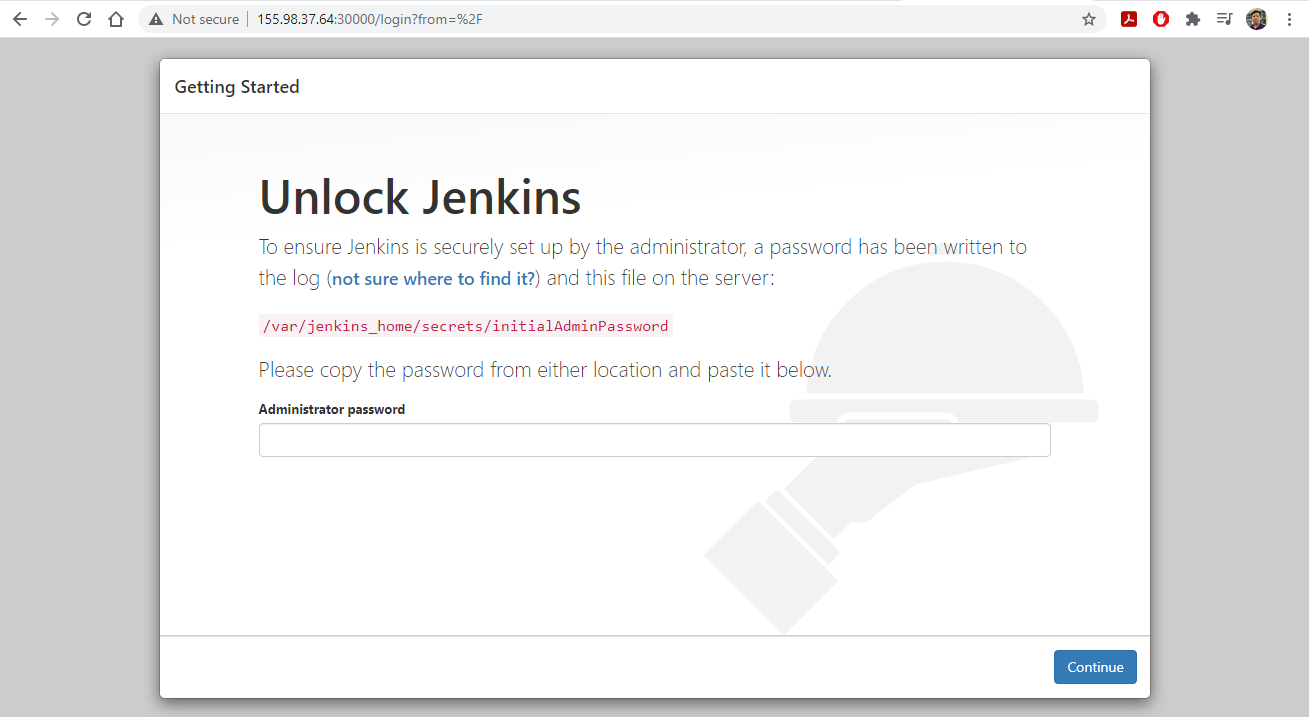 Not secure
155.98.37.64:30000/login?from=%2F
Getting Started
Unlock Jenkins
To ensure Jenkins is securely set up by the administrator, a password has been written to
the log (not sure where to find it?) and this file on the server:
/var/jenkins_home/secrets/initialAdminPassword
Please copy the password from either location and paste it below.
Administrator password
Continue